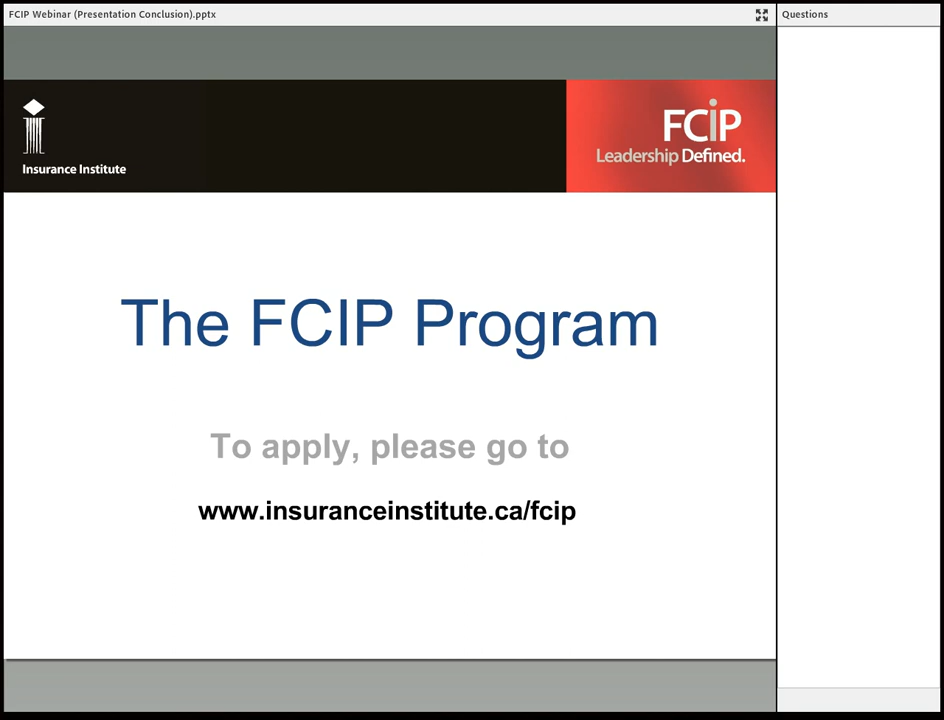 FCIP Webinar (Presentation Conclusion).pptx
Questions
Insurance Institute
FCiP
Leadership Defined.
The FCIP Program
To apply, please go to
www.insuranceinstitute.ca/fcip